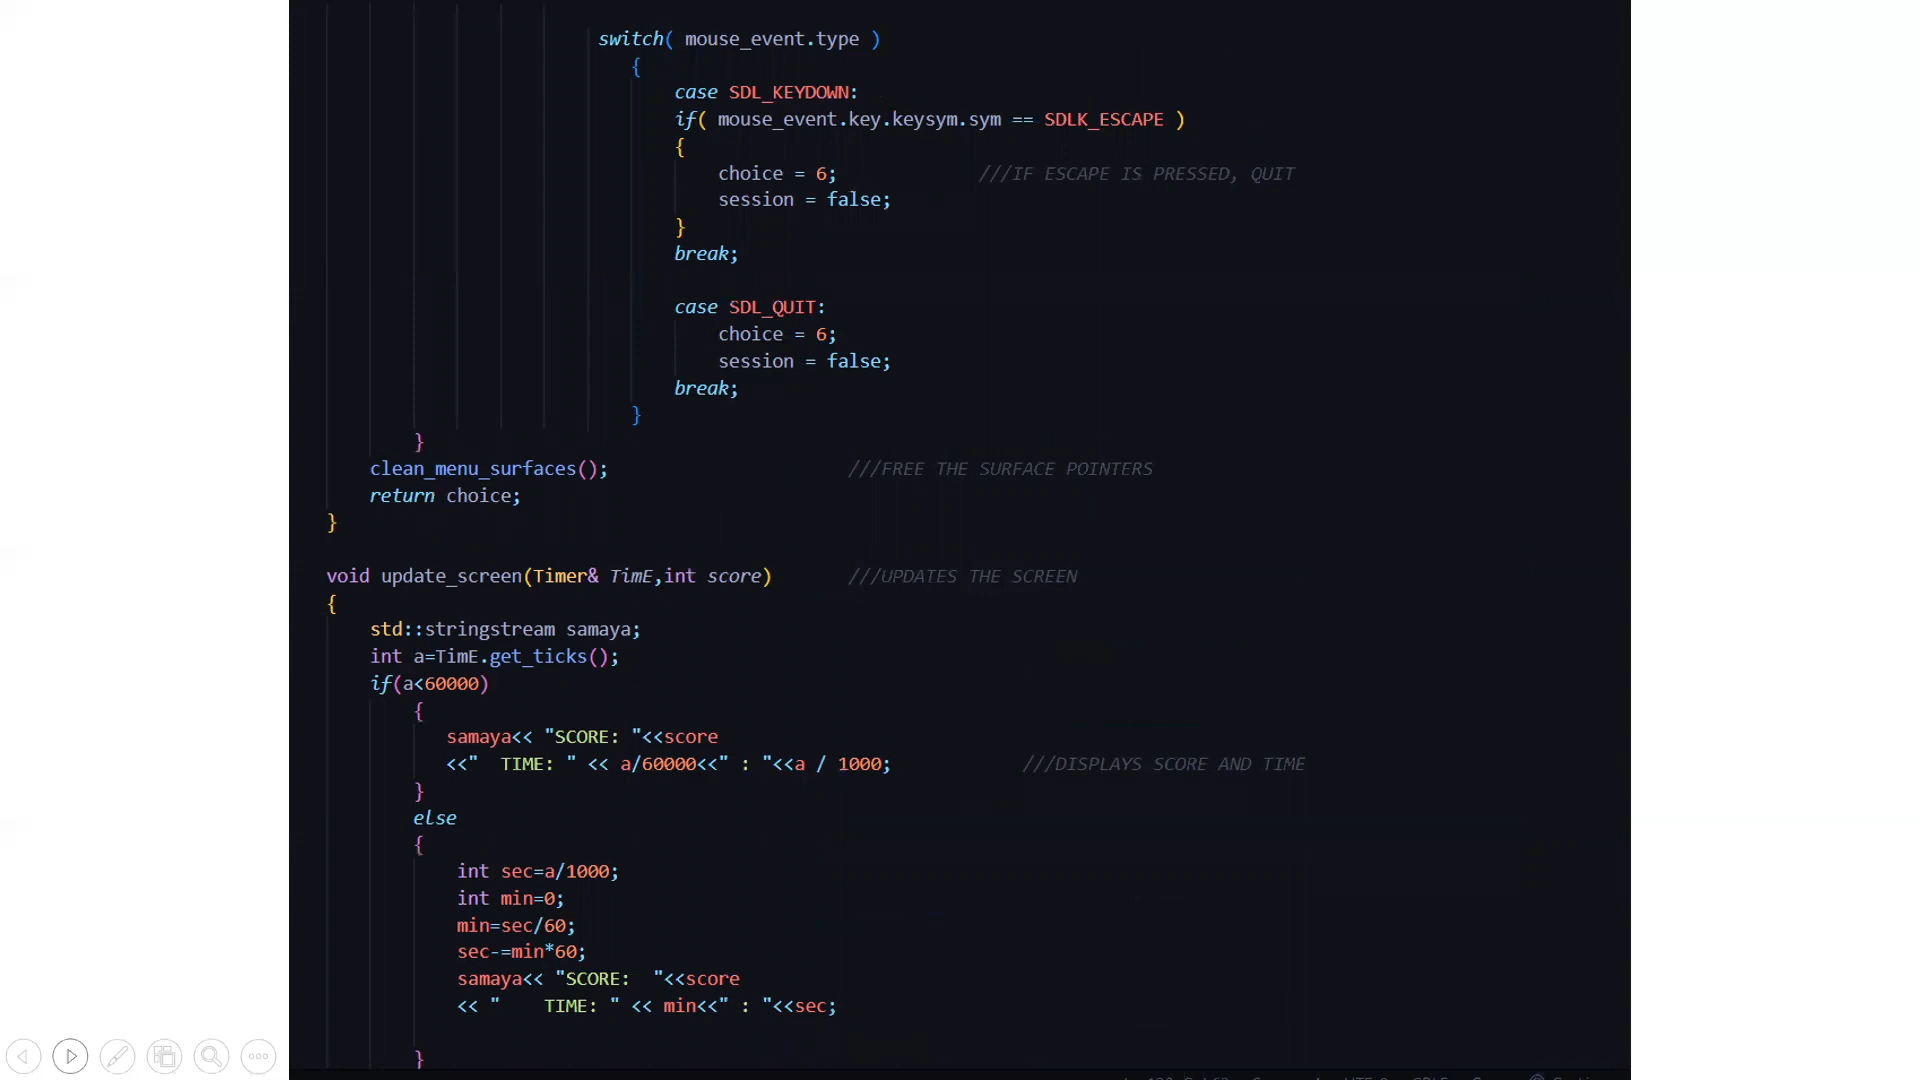 switch( mouse_event.type )
{
case SDL_KEYDOWN:
if( mouse_event.key.keysym.sym == SDLK_ESCAPE )
{
choice = 6; ///IF ESCAPE IS PRESSED, QUIT
session = false;
}
break;
case SDL_QUIT:
choice = 6;
session = false;
break;
}
}
clean_menu_surfaces(); ///FREE THE SURFACE POINTERS
return choice;
}
void update_screen(Timer& TimE,int score) ///UPDATES THE SCREEN
{
std::stringstream samaya;
int a=TimE.get_ticks();
if(a<60000)
{
samaya<< "SCORE: "<<score
<<"  TIME: " << a/60000<<" : "<<a / 1000; ///DISPLAYS SCORE AND TIME
}
else
{
int sec=a/1000;
int min=0;
min=sec/60;
sec-=min*60;
samaya<< "SCORE:  "<<score
<< "    TIME: " << min<<" : "<<sec;
}